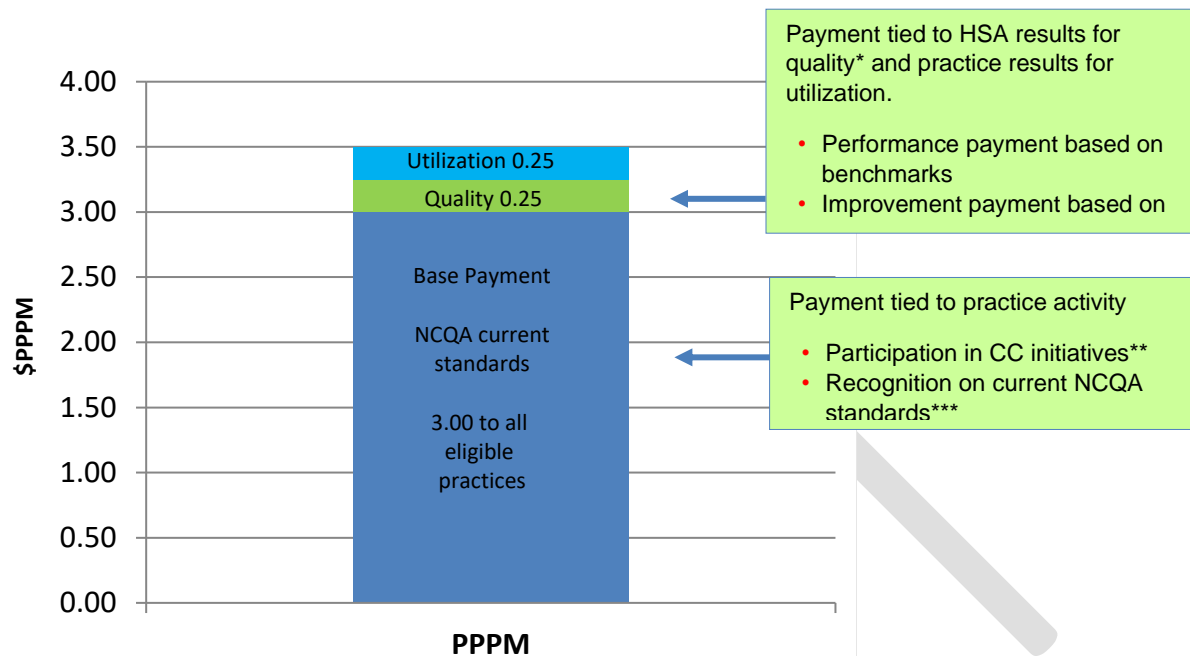 4.00
3.50
3.00
2.50
2.00
1.50
1.00
0.50
0.00
$PPPM
PPPM
Utilization 0.25
Quality 0.25
Base Payment
NCQA current
standards
3.00 to all
eligible
practices
Payment tied to HSA results for
quality* and practice results for
utilization.
• Performance payment based on
benchmarks
• Improvement payment based on
Payment tied to practice activity
• Participation in CC initiatives**
• Recognition on current NCQA
standards***